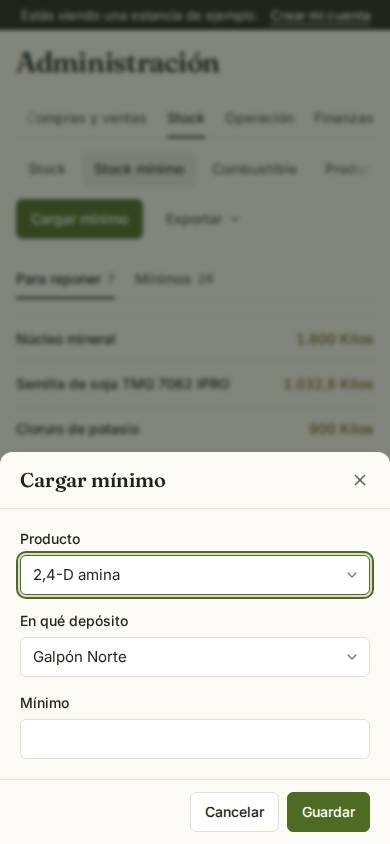 Estás viendo una estancia de ejemplo. Crear mi cuenta
Administración
Compras y ventas Stock Operación Finanzas
Stock Stock mínimo Combustible
Cargar mínimo Exportar
Para reponer 7 Mínimos 26
Núcleo mineral 1.800 Kilos
Semilla de soja TMG 7062 IPRO 1.032,8 Kilos
Cloruro de potasio 900 Kilos
Cargar mínimo
Producto
2,4-D amina
En qué depósito
Galpón Norte
Mínimo
Cancelar Guardar